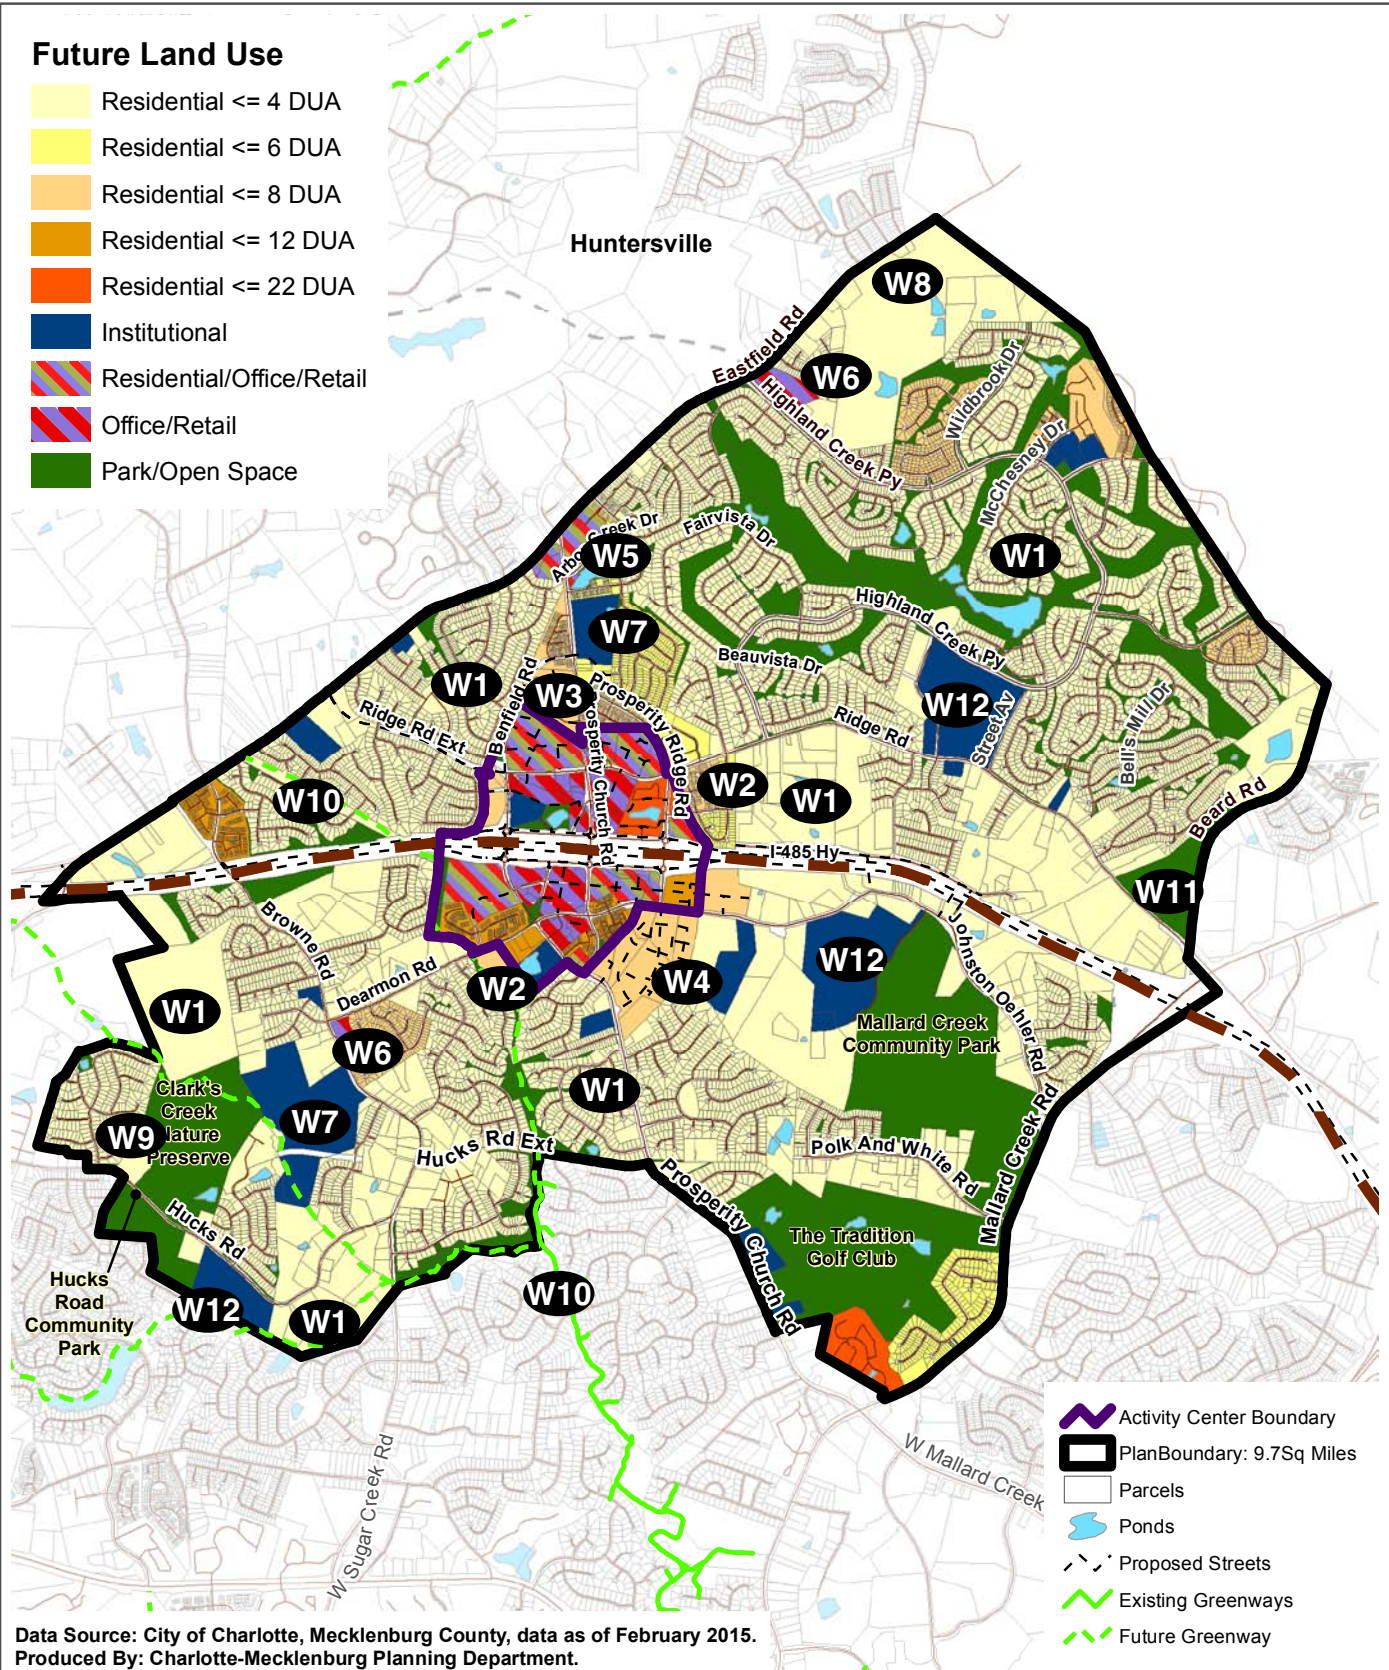 Future Land Use
Residential <= 4 DUA
Residential <= 6 DUA
Residential <= 8 DUA
Residential <= 12 DUA
Residential <= 22 DUA
Institutional
Residential/Office/Retail
Office/Retail
Park/Open Space
Huntersville
W8
Eastfield Rd
W6
Highland Creek Py
Wildbrook Dr
McChesney Dr
Fairvista Dr
W5
W1
Highland Creek Py
W7
Beauvista Dr
W1
W3
Benfield Rd
Prosperity Ridge Rd
Prosperity Church Rd
Ridge Rd Ext
Ridge Rd
W12
Street Av
Bell's Mill Dr
W10
W2
W1
Beard Rd
I-485 Hy
W11
Browne Rd
Dearmon Rd
W2
W4
W12
Johnston Oehler Rd
W1
W6
Mallard Creek
Community Park
Clark's
Creek
Nature
Preserve
W9
W7
W1
Hucks Rd Ext
Polk And White Rd
Mallard Creek Rd
Prosperity Church Rd
Hucks Rd
The Tradition
Golf Club
Hucks
Road
Community
Park
W12
W1
W10
W Sugar Creek Rd
W Mallard Creek
Activity Center Boundary
PlanBoundary: 9.7Sq Miles
Parcels
Ponds
Proposed Streets
Existing Greenways
Future Greenway
Data Source: City of Charlotte, Mecklenburg County, data as of February 2015.
Produced By: Charlotte-Mecklenburg Planning Department.